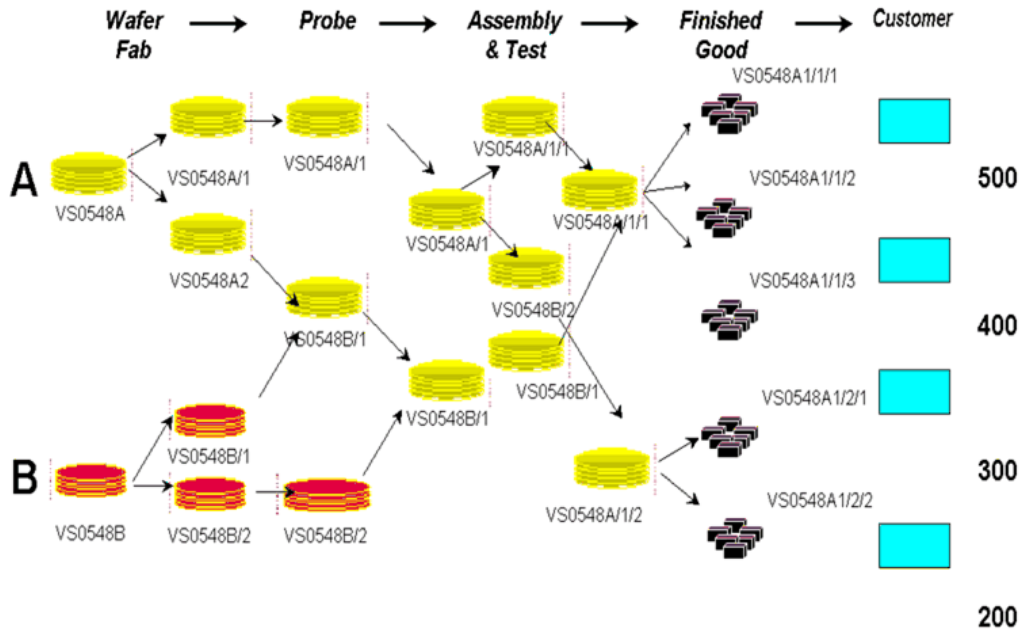 Wafer
Fab
Probe
Assembly
& Test
Finished
Good
Customer
VS0548A1/1/1
A
VS0548A
VS0548A/1
VS0548A/1
VS0548A/1/1
VS0548A1/1/2
500
VS0548A2
VS0548A/1
VS0548A/1/1
VS0548A1/1/3
VS0548B/1
VS0548B/2
400
VS0548B/1
VS0548B/1
VS0548A1/2/1
B
VS0548B
VS0548B/1
300
VS0548B/2
VS0548B/2
VS0548A/1/2
VS0548A1/2/2
200